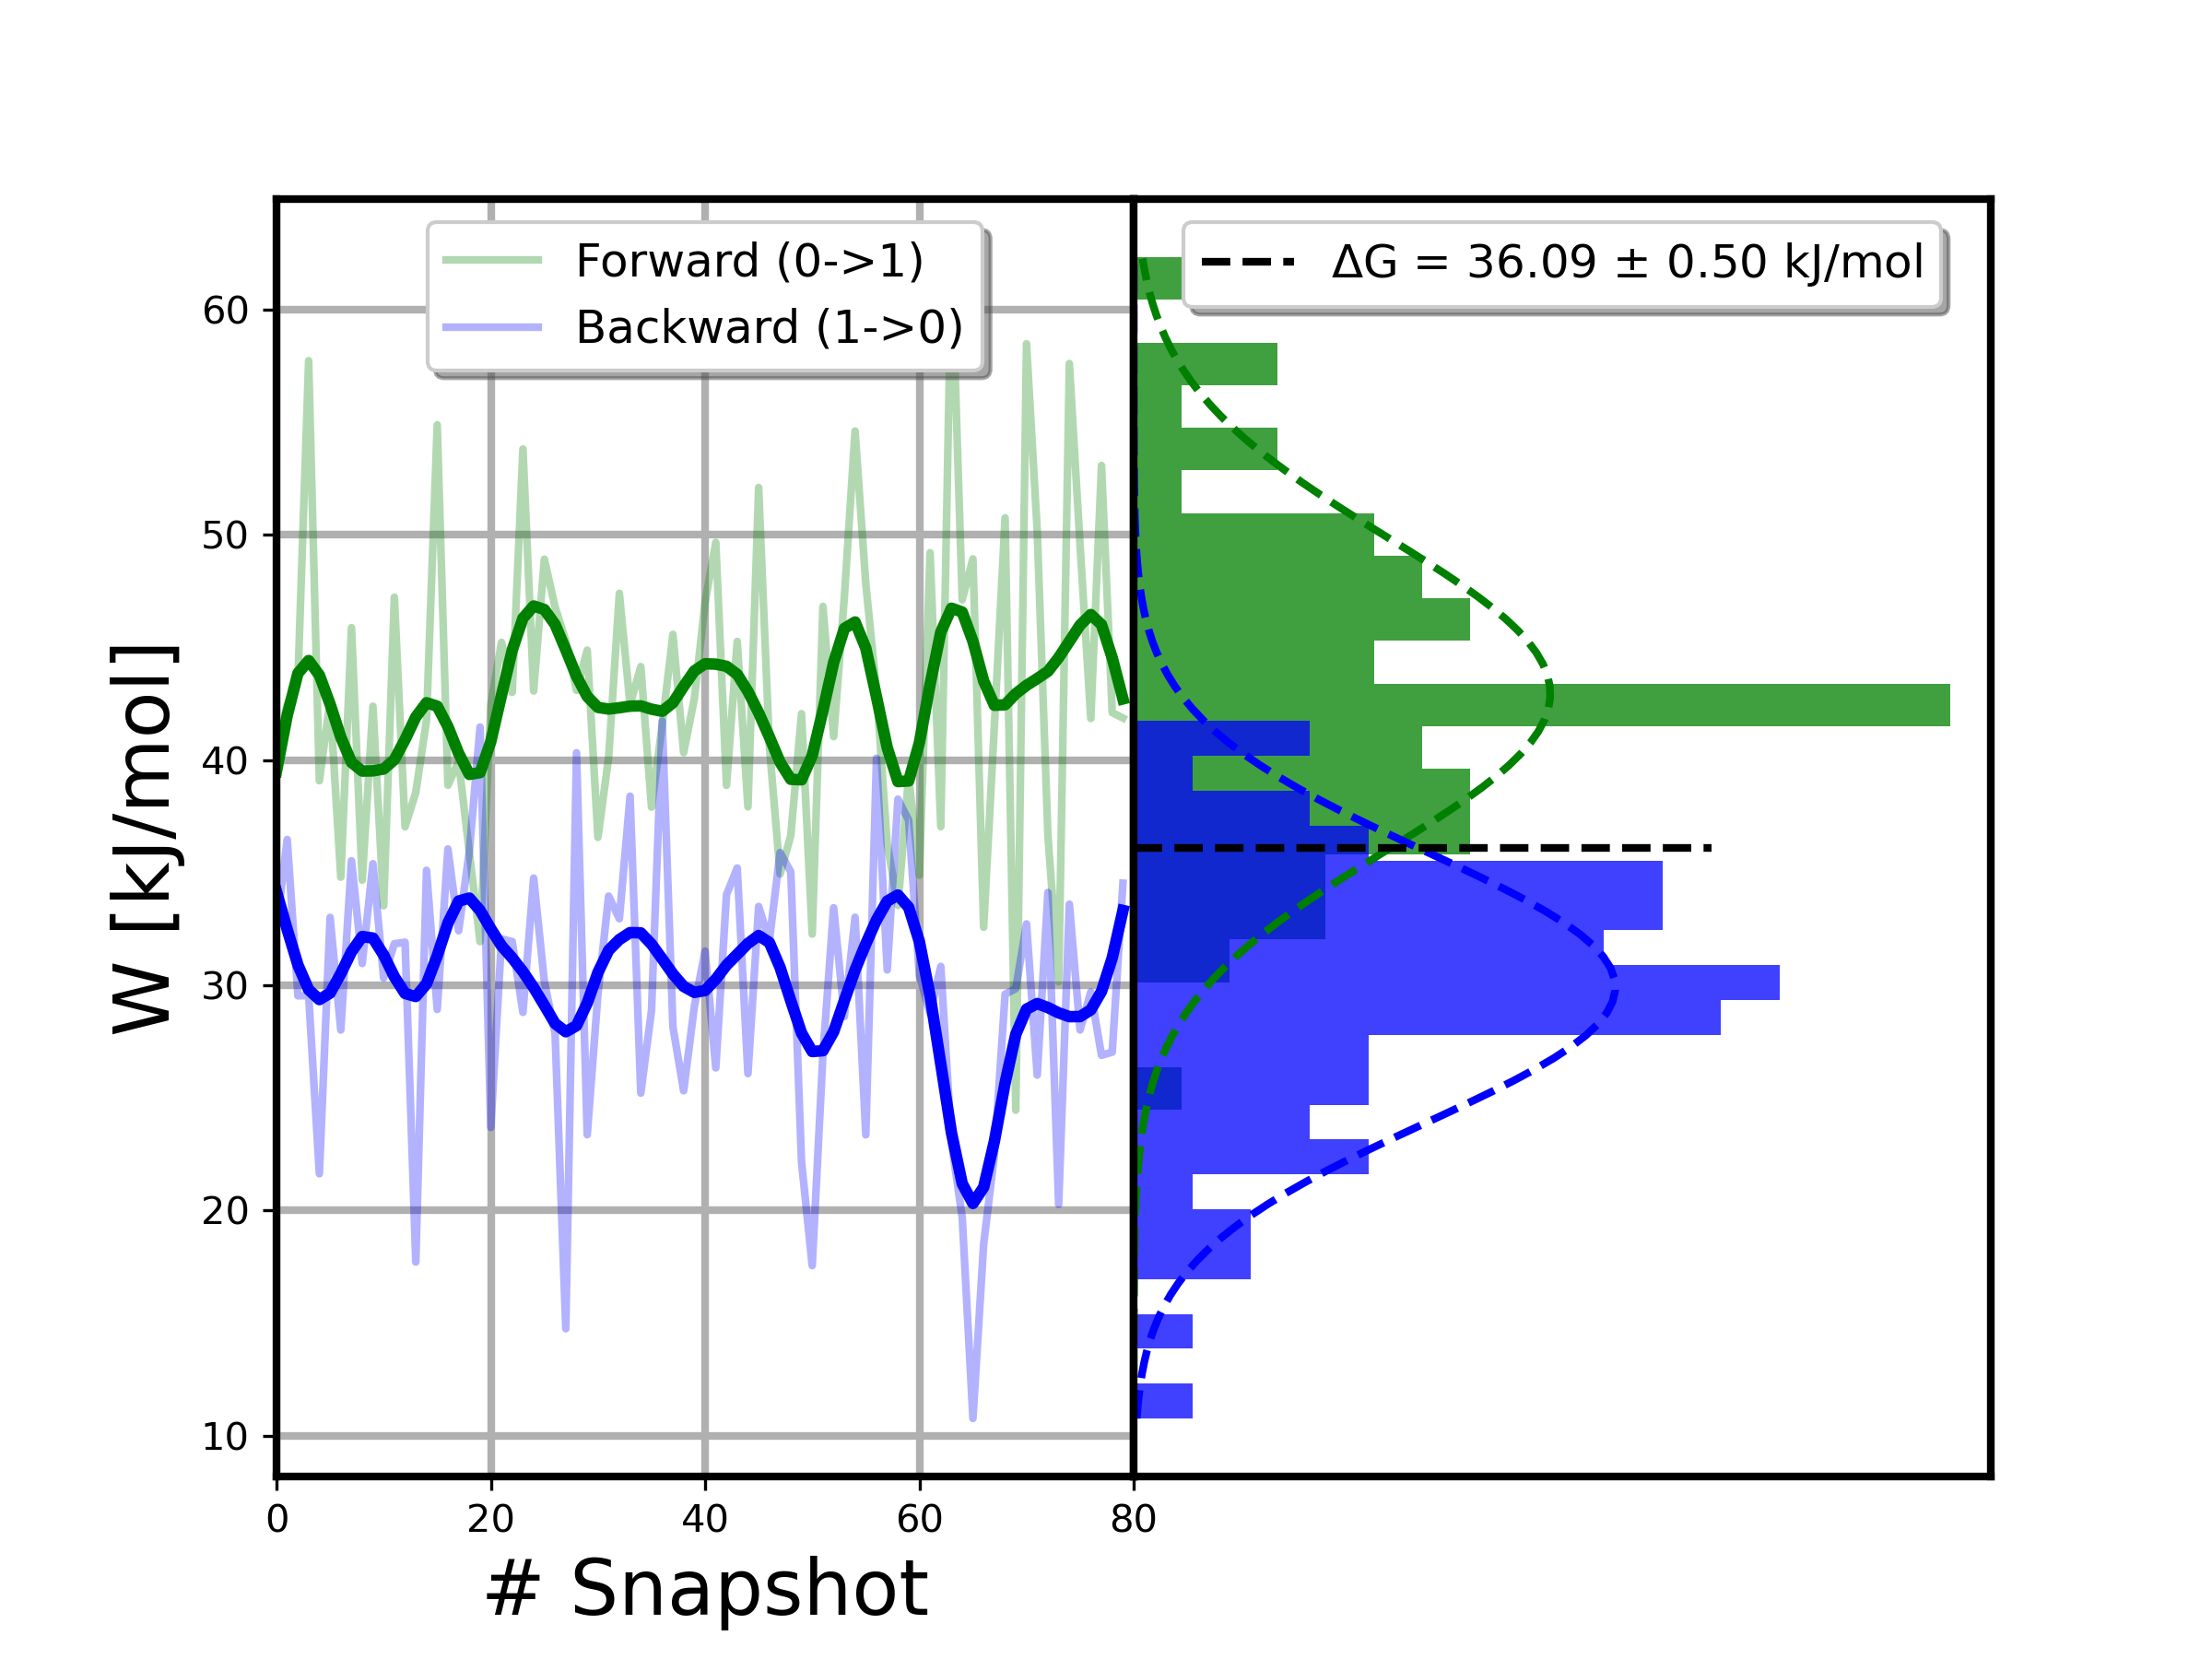 Forward (0->1)
Backward (1->0)
ΔG = 36.09 ± 0.50 kJ/mol
W [kJ/mol]
60
50
40
30
20
10
0 20 40 60 80
# Snapshot